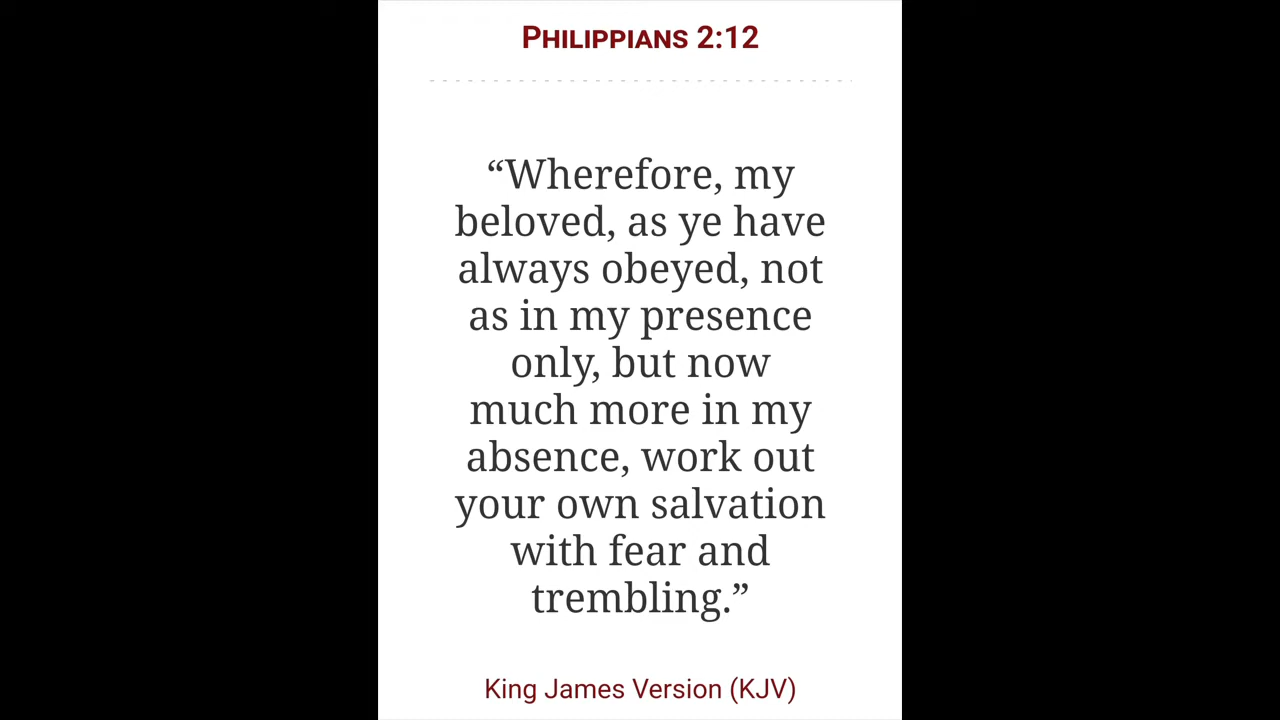 Philippians 2:12
“Wherefore, my
beloved, as ye have
always obeyed, not
as in my presence
only, but now
much more in my
absence, work out
your own salvation
with fear and
trembling.”
King James Version (KJV)